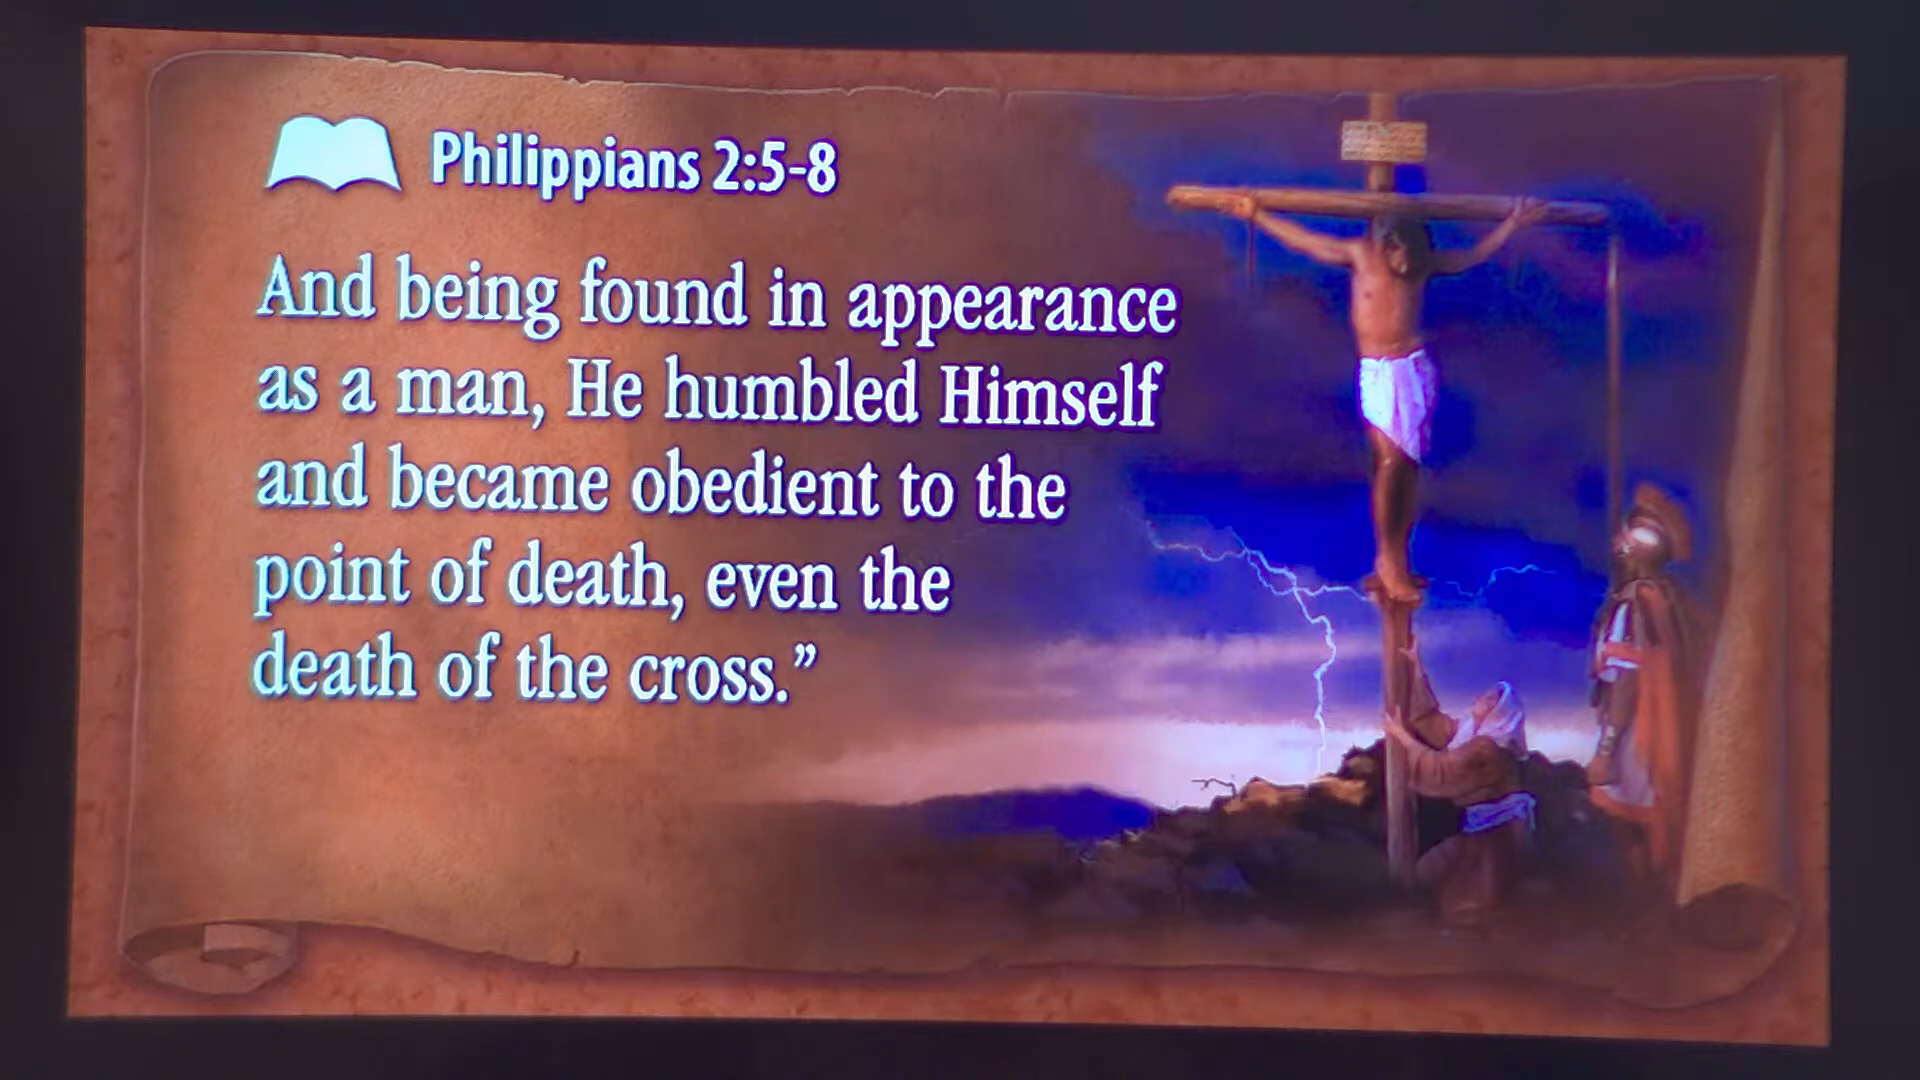 Philippians 2:5-8
And being found in appearance
as a man, He humbled Himself
and became obedient to the
point of death, even the
death of the cross.”